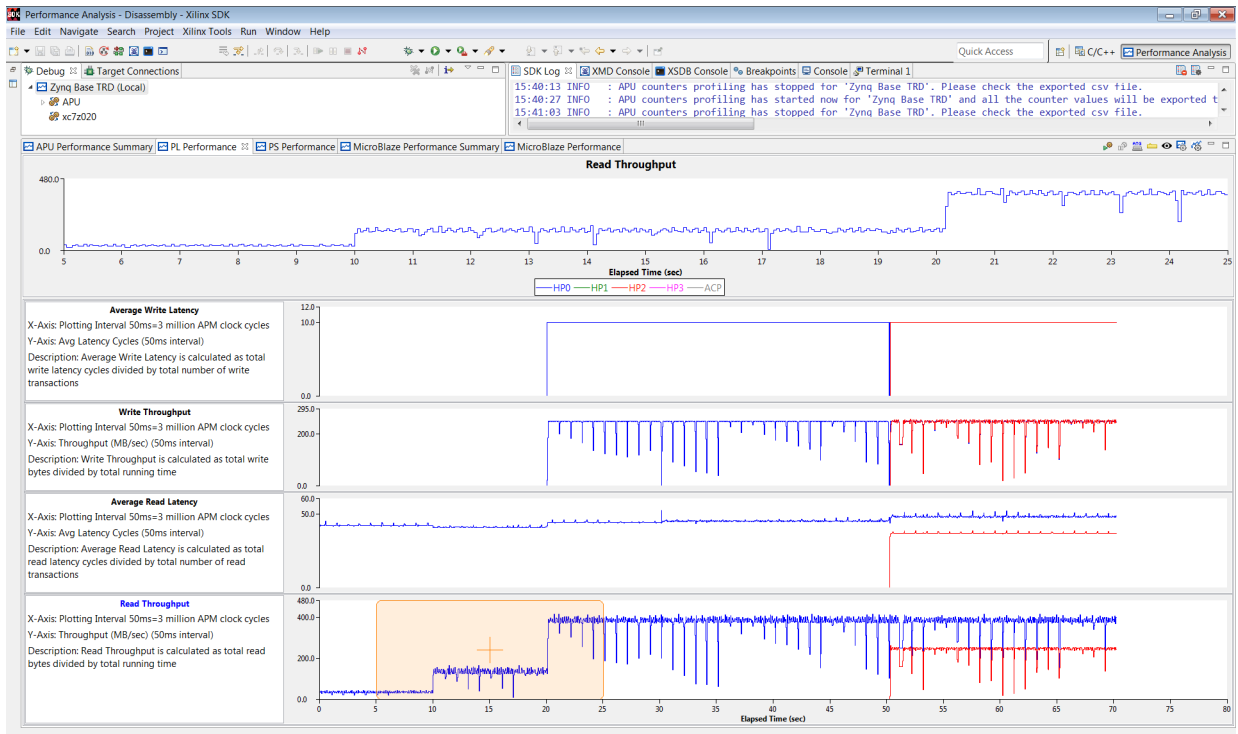 SDK Performance Analysis - Disassembly - Xilinx SDK
File Edit Navigate Search Project Xilinx Tools Run Window Help
Quick Access
C/C++
Performance Analysis
Debug
Target Connections
Zynq Base TRD (Local)
APU
xc7z020
SDK Log
XMD Console
XSDB Console
Breakpoints
Console
Terminal 1
15:40:13 INFO : APU counters profiling has stopped for 'Zynq Base TRD'. Please check the exported csv file.
15:40:27 INFO : APU counters profiling has started now for 'Zynq Base TRD' and all the counter values will be exported t
15:41:03 INFO : APU counters profiling has stopped for 'Zynq Base TRD'. Please check the exported csv file.
APU Performance Summary
PL Performance
PS Performance
MicroBlaze Performance Summary
MicroBlaze Performance
Read Throughput
480.0
0.0
5 6 7 8 9 10 11 12 13 14 15 16 17 18 19 20 21 22 23 24 25
Elapsed Time (sec)
HP0 HP1 HP2 HP3 ACP
Average Write Latency
X-Axis: Plotting Interval 50ms=3 million APM clock cycles
Y-Axis: Avg Latency Cycles (50ms interval)
Description: Average Write Latency is calculated as total
write latency cycles divided by total number of write
transactions
12.0
10.0
0.0
Write Throughput
X-Axis: Plotting Interval 50ms=3 million APM clock cycles
Y-Axis: Throughput (MB/sec) (50ms interval)
Description: Write Throughput is calculated as total write
bytes divided by total running time
295.0
200.0
0.0
Average Read Latency
X-Axis: Plotting Interval 50ms=3 million APM clock cycles
Y-Axis: Avg Latency Cycles (50ms interval)
Description: Average Read Latency is calculated as total
read latency cycles divided by total number of read
transactions
60.0
50.0
0.0
Read Throughput
X-Axis: Plotting Interval 50ms=3 million APM clock cycles
Y-Axis: Throughput (MB/sec) (50ms interval)
Description: Read Throughput is calculated as total read
bytes divided by total running time
480.0
400.0
200.0
0.0
0 5 10 15 20 25 30 35 40 45 50 55 60 65 70 75 80
Elapsed Time (sec)